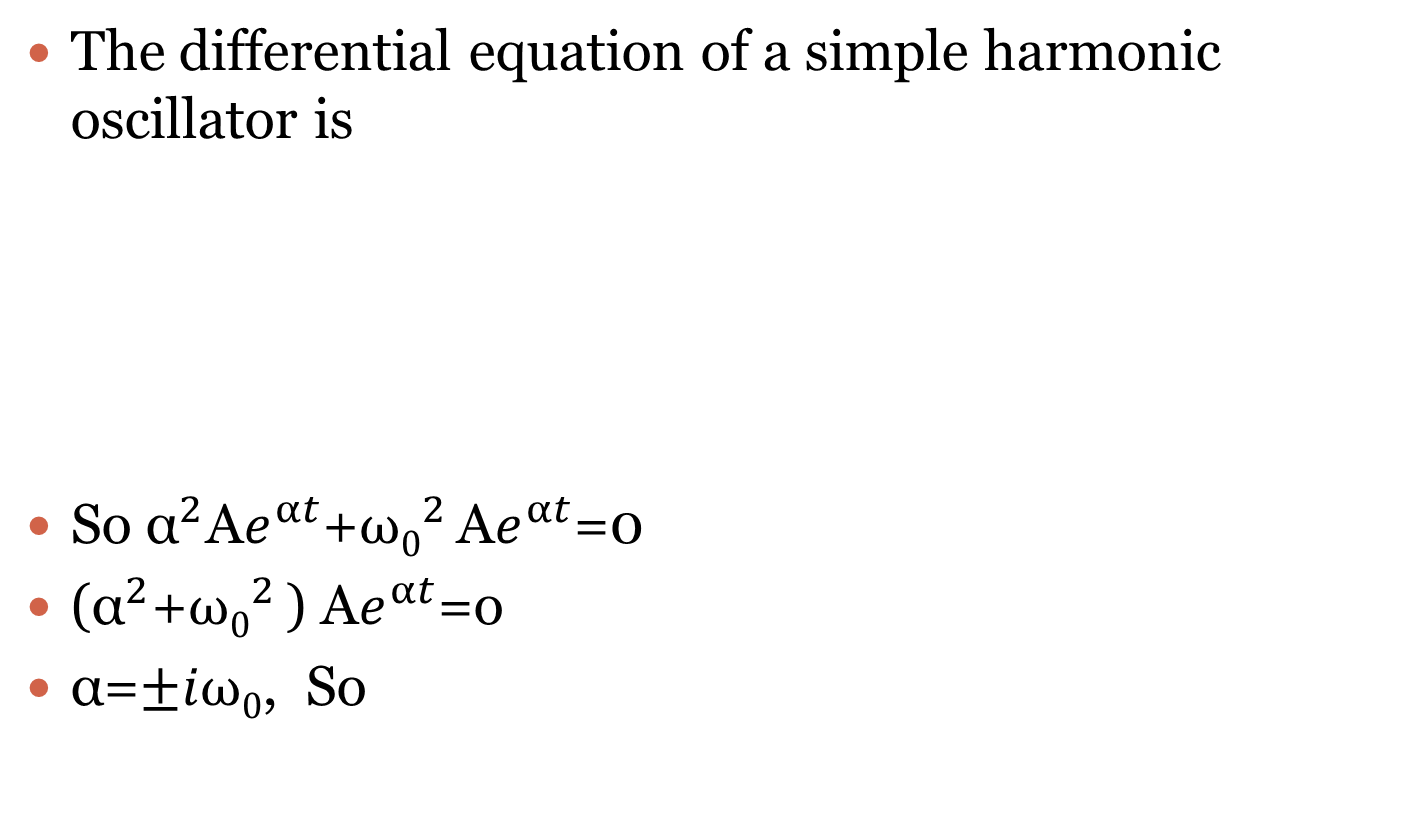 • The differential equation of a simple harmonic
oscillator is
• So α²Ae^{αt}+ω₀² Ae^{αt}=0
• (α²+ω₀² ) Ae^{αt}=0
• α=±iω₀, So